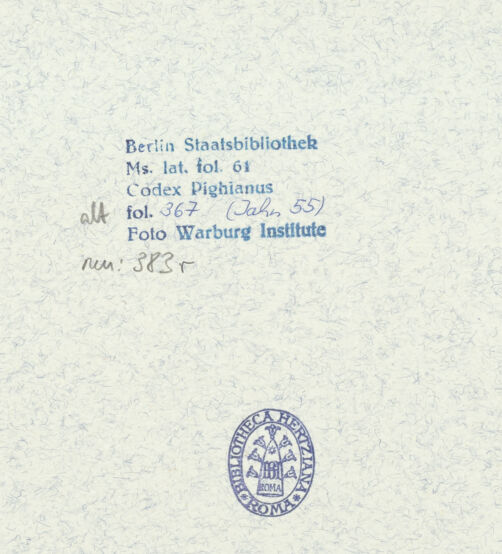 Berlin Staatsbibliothek
Ms. lat. fol. 61
Codex Pighianus
alt fol. 367 (Jahn 55)
Foto Warburg Institute
neu: 383 r
BIBLIOTHECA HERTZIANA
ROMA
ROMA